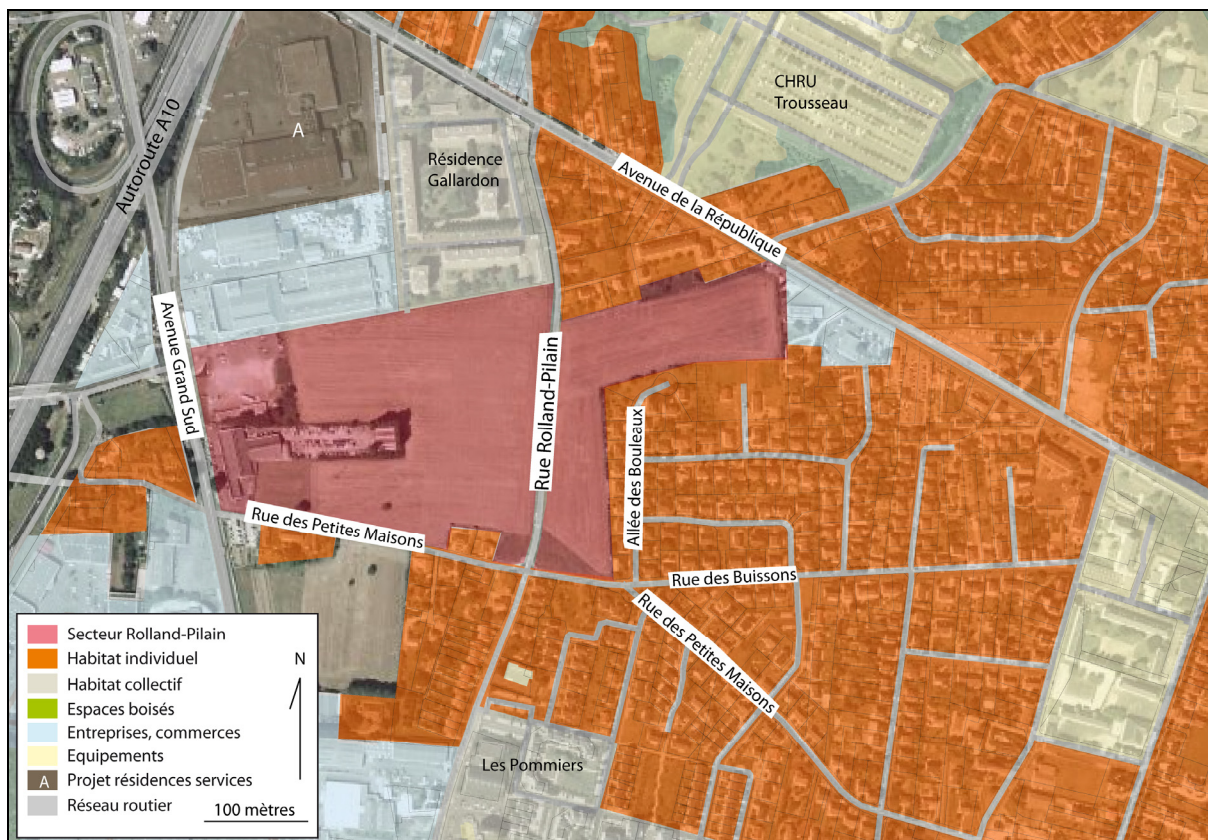 CHRU
Trousseau
A
Autoroute A10
Résidence
Gallardon
Avenue de la République
Avenue Grand Sud
Rue Rolland-Pilain
Allée des Bouleaux
Rue des Petites Maisons
Rue des Buissons
Rue des Petites Maisons
Les Pommiers
Secteur Rolland-Pilain
Habitat individuel
N
Habitat collectif
Espaces boisés
Entreprises, commerces
Equipements
A Projet résidences services
Réseau routier
100 mètres